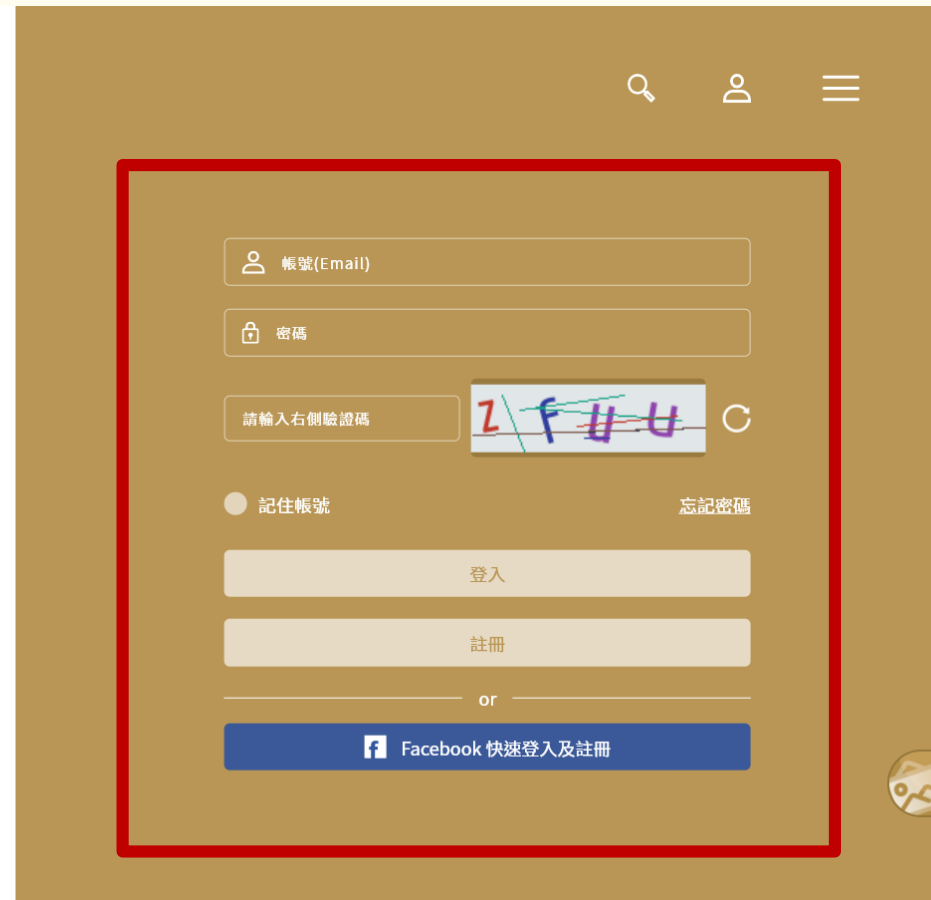 帳號(Email)
密碼
請輸入右側驗證碼
ZFUU
記住帳號
忘記密碼
登入
註冊
or
f Facebook 快速登入及註冊